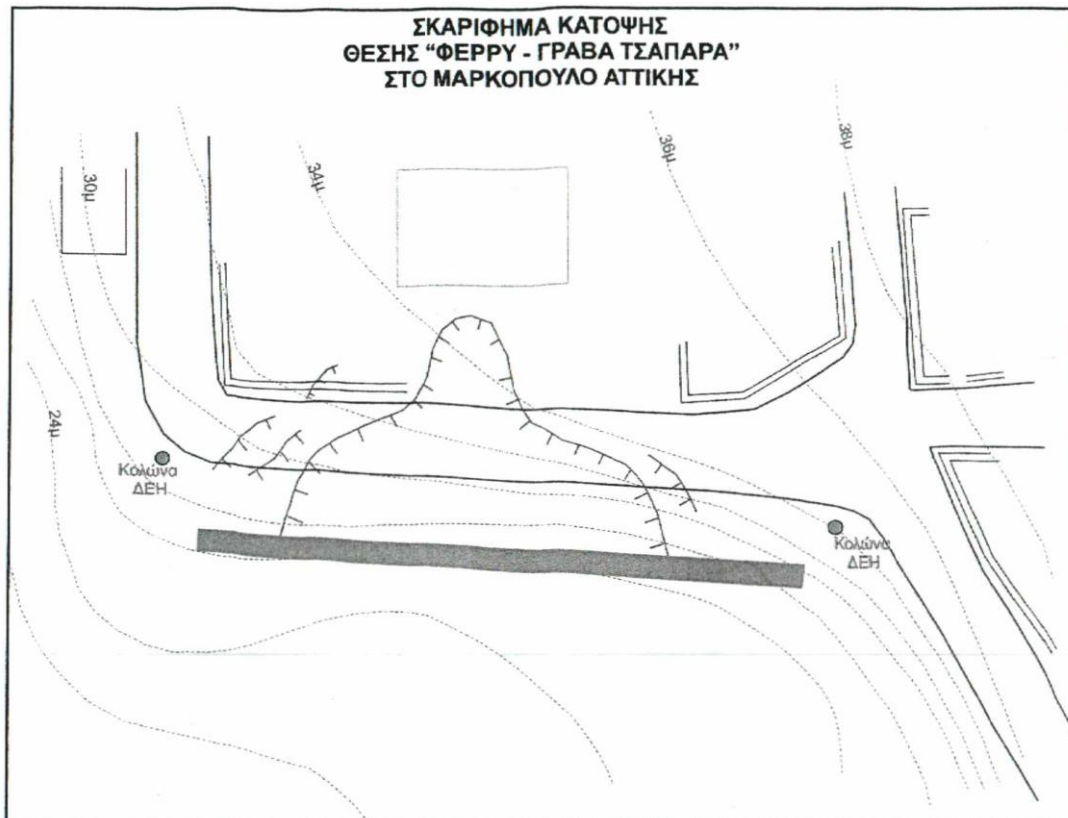 ΣΚΑΡΙΦΗΜΑ ΚΑΤΟΨΗΣ
ΘΕΣΗΣ “ΦΕΡΡΥ - ΓΡΑΒΑ ΤΣΑΠΑΡΑ”
ΣΤΟ ΜΑΡΚΟΠΟΥΛΟ ΑΤΤΙΚΗΣ
30μ
34μ
36μ
38μ
24μ
Κολώνα
ΔΕΗ
Κολώνα
ΔΕΗ